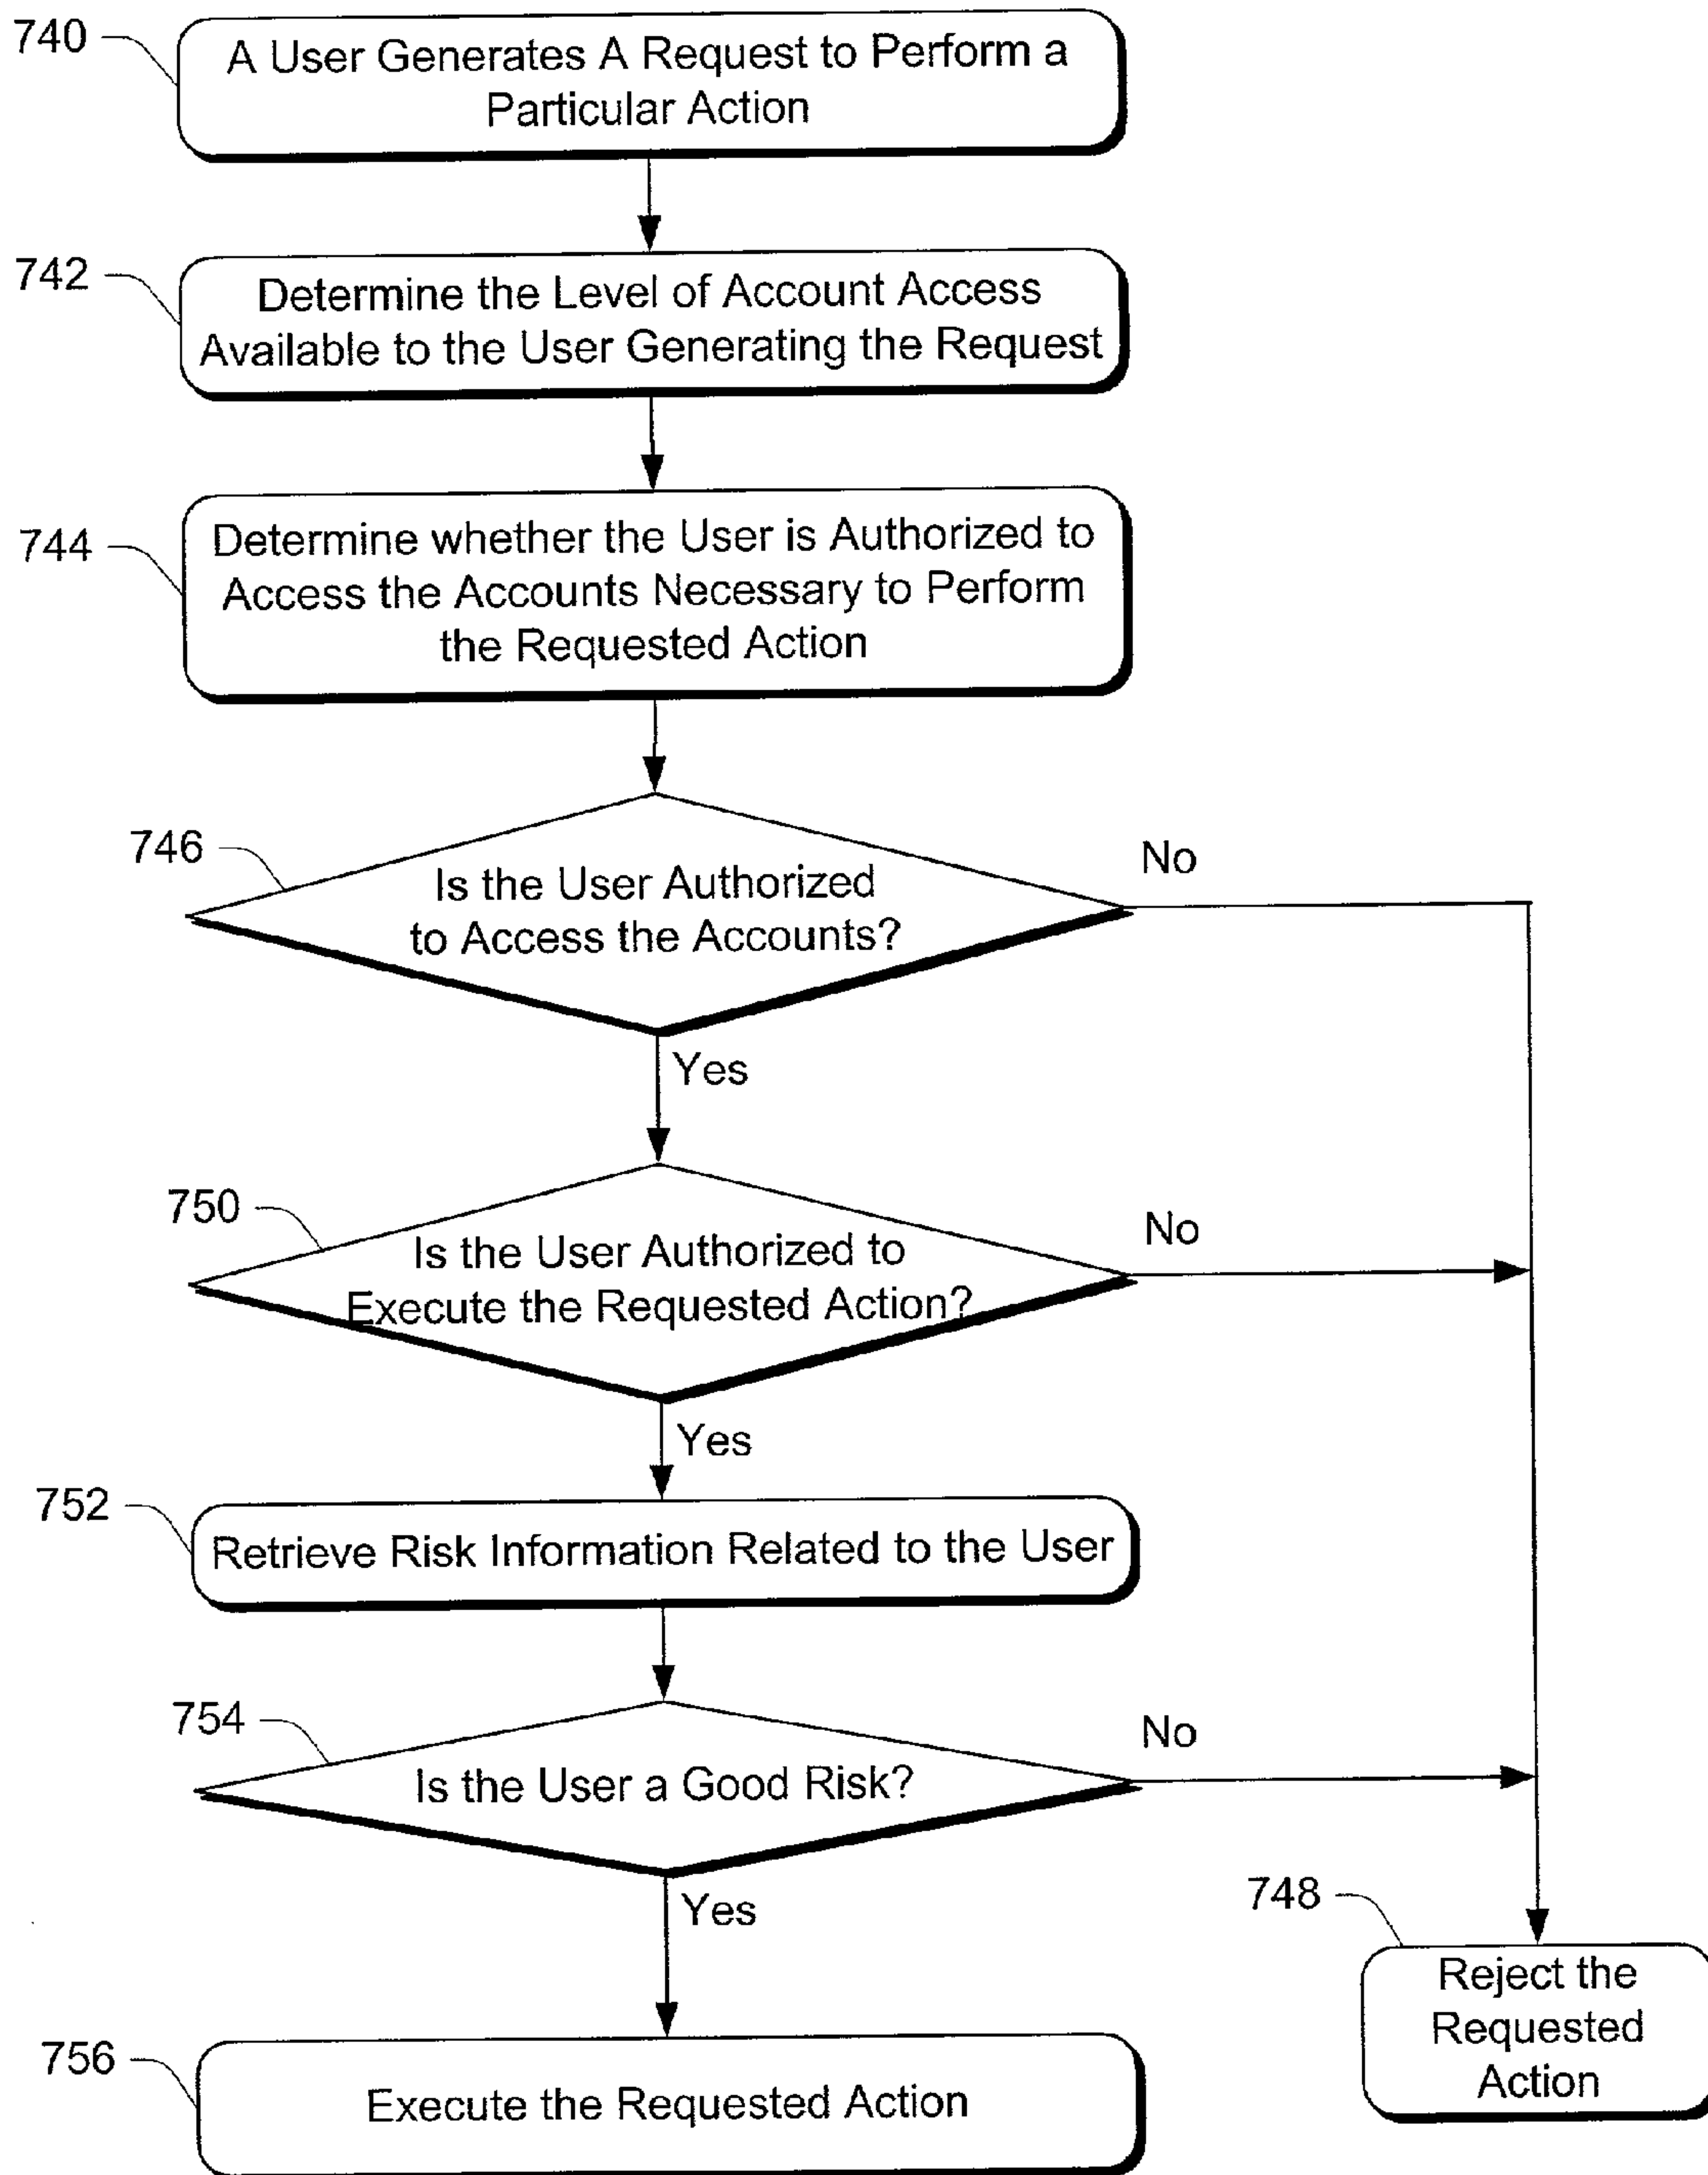 740
A User Generates A Request to Perform a
Particular Action
742
Determine the Level of Account Access
Available to the User Generating the Request
744
Determine whether the User is Authorized to
Access the Accounts Necessary to Perform
the Requested Action
746
Is the User Authorized
to Access the Accounts?
No
Yes
750
Is the User Authorized to
Execute the Requested Action?
No
Yes
752
Retrieve Risk Information Related to the User
754
Is the User a Good Risk?
No
Yes
748
Reject the
Requested
Action
756
Execute the Requested Action